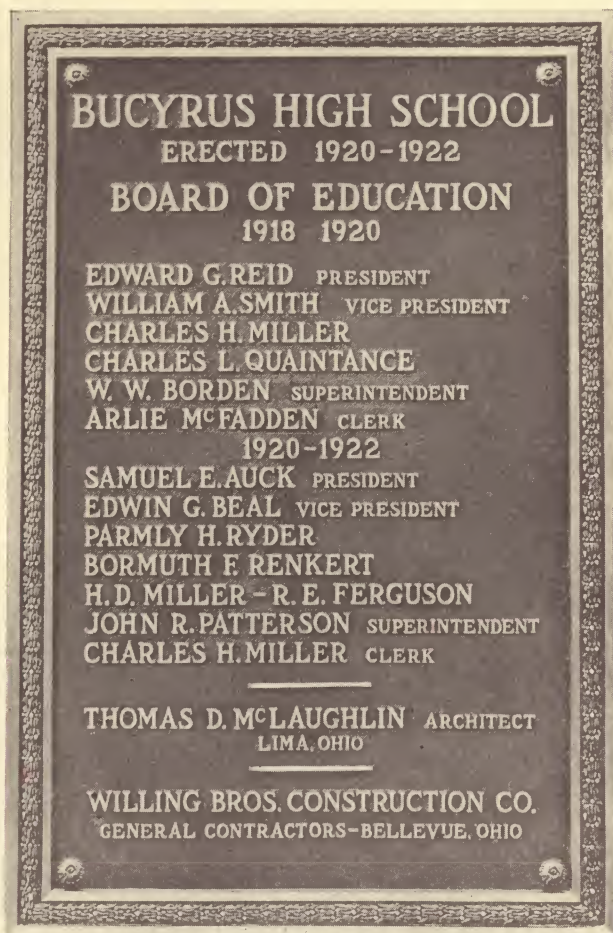 BUCYRUS HIGH SCHOOL
ERECTED 1920-1922
BOARD OF EDUCATION
1918 1920
EDWARD G. REID PRESIDENT
WILLIAM A. SMITH VICE PRESIDENT
CHARLES H. MILLER
CHARLES L. QUAINTANCE
W. W. BORDEN SUPERINTENDENT
ARLIE McFADDEN CLERK
1920-1922
SAMUEL E. AUCK PRESIDENT
EDWIN G. BEAL VICE PRESIDENT
PARMLY H. RYDER
BORMUTH F. RENKERT
H. D. MILLER - R. E. FERGUSON
JOHN R. PATTERSON SUPERINTENDENT
CHARLES H. MILLER CLERK
THOMAS D. McLAUGHLIN ARCHITECT
LIMA, OHIO
WILLING BROS. CONSTRUCTION CO.
GENERAL CONTRACTORS-BELLEVUE, OHIO